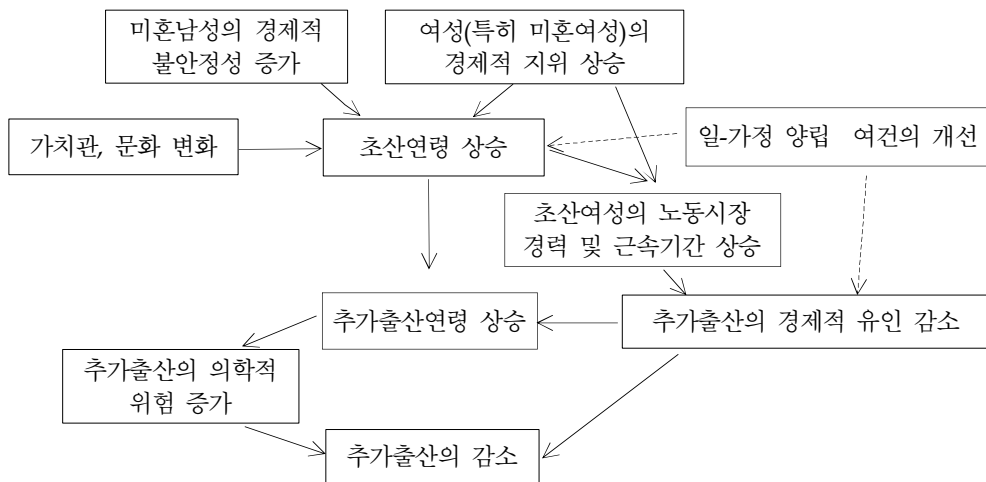 미혼남성의 경제적
불안정성 증가
여성(특히 미혼여성)의
경제적 지위 상승
가치관, 문화 변화
초산연령 상승
일-가정 양립 여건의 개선
초산여성의 노동시장
경력 및 근속기간 상승
추가출산연령 상승
추가출산의 경제적 유인 감소
추가출산의 의학적
위험 증가
추가출산의 감소